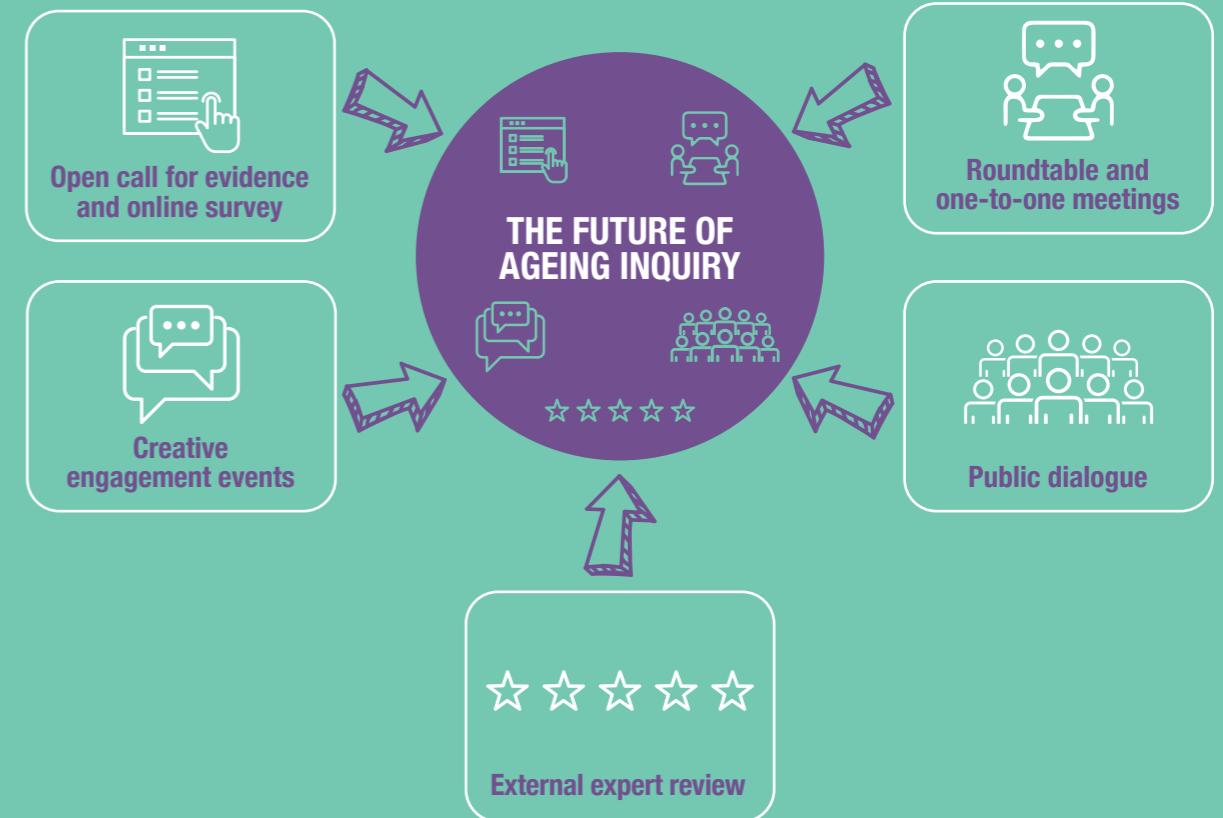 Open call for evidence
and online survey
THE FUTURE OF
AGEING INQUIRY
Roundtable and
one-to-one meetings
Creative
engagement events
Public dialogue
External expert review